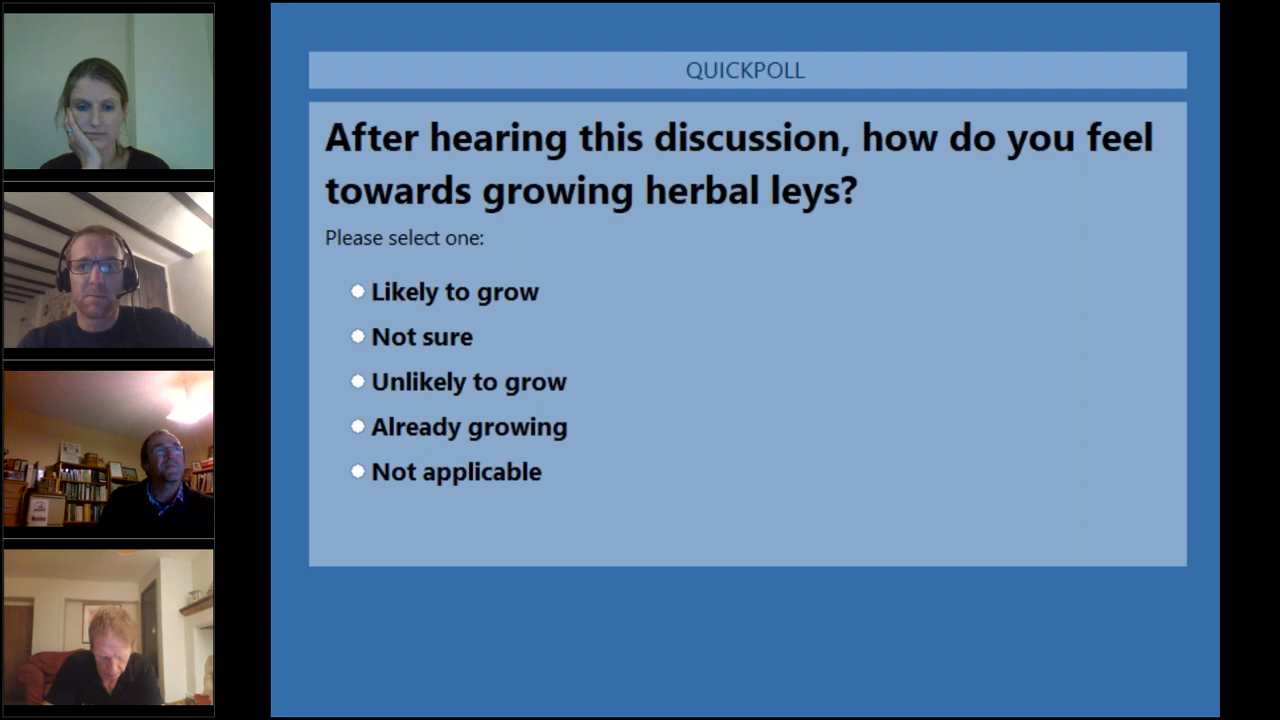 QUICKPOLL
After hearing this discussion, how do you feel
towards growing herbal leys?
Please select one:
Likely to grow
Not sure
Unlikely to grow
Already growing
Not applicable